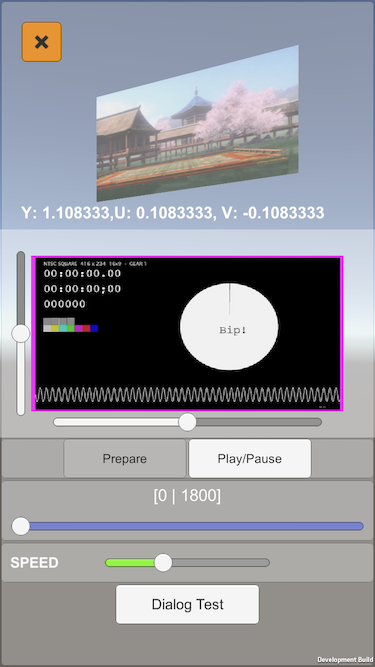 Y: 1.108333,U: 0.1083333, V: -0.1083333
NTSC SQUARE 416 x 234 16x9 - GEAR 1
00:00:00.00
00:00:00;00
000000
Bip!
Prepare
Play/Pause
[0 | 1800]
SPEED
Dialog Test
Development Build